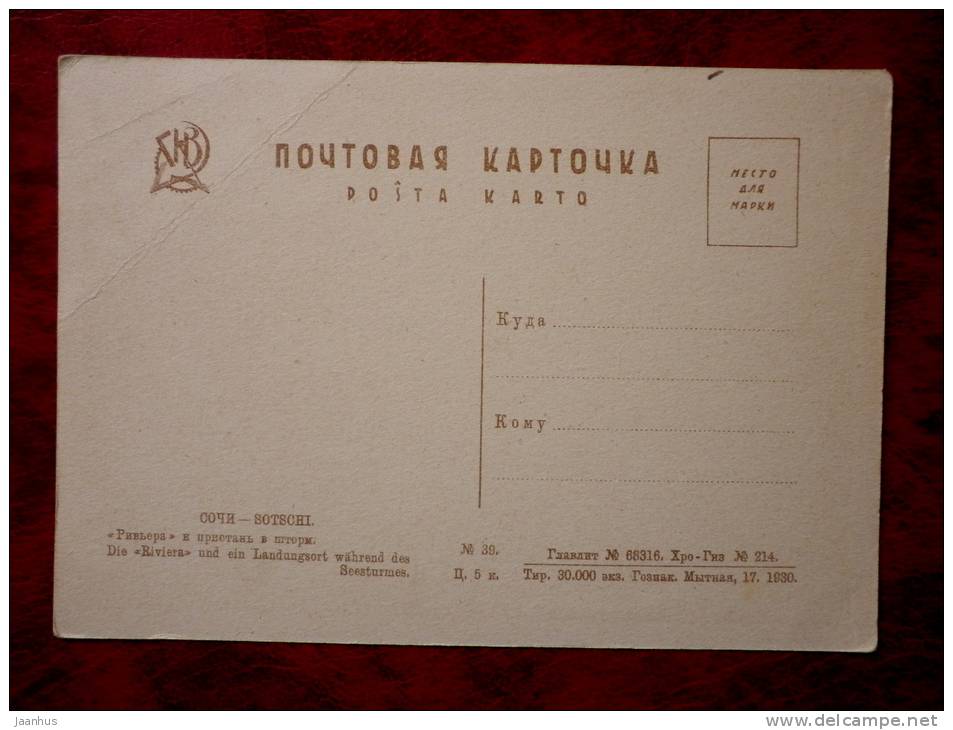 ПОЧТОВАЯ КАРТОЧКА
POŜTA KARTO
МЕСТО
ДЛЯ
МАРКИ
Куда
Кому
СОЧИ — SOTSCHI.
«Ривьера» и пристань в шторм.
Die «Riviera» und ein Landungsort während des
Seesturmes.
№ 39.
Ц. 5 к.
Главлит № 68316. Хро-Гиз № 214.
Тир. 30.000 экз. Гознак. Мытная, 17. 1930.
jaanhus
www.delcampe.net